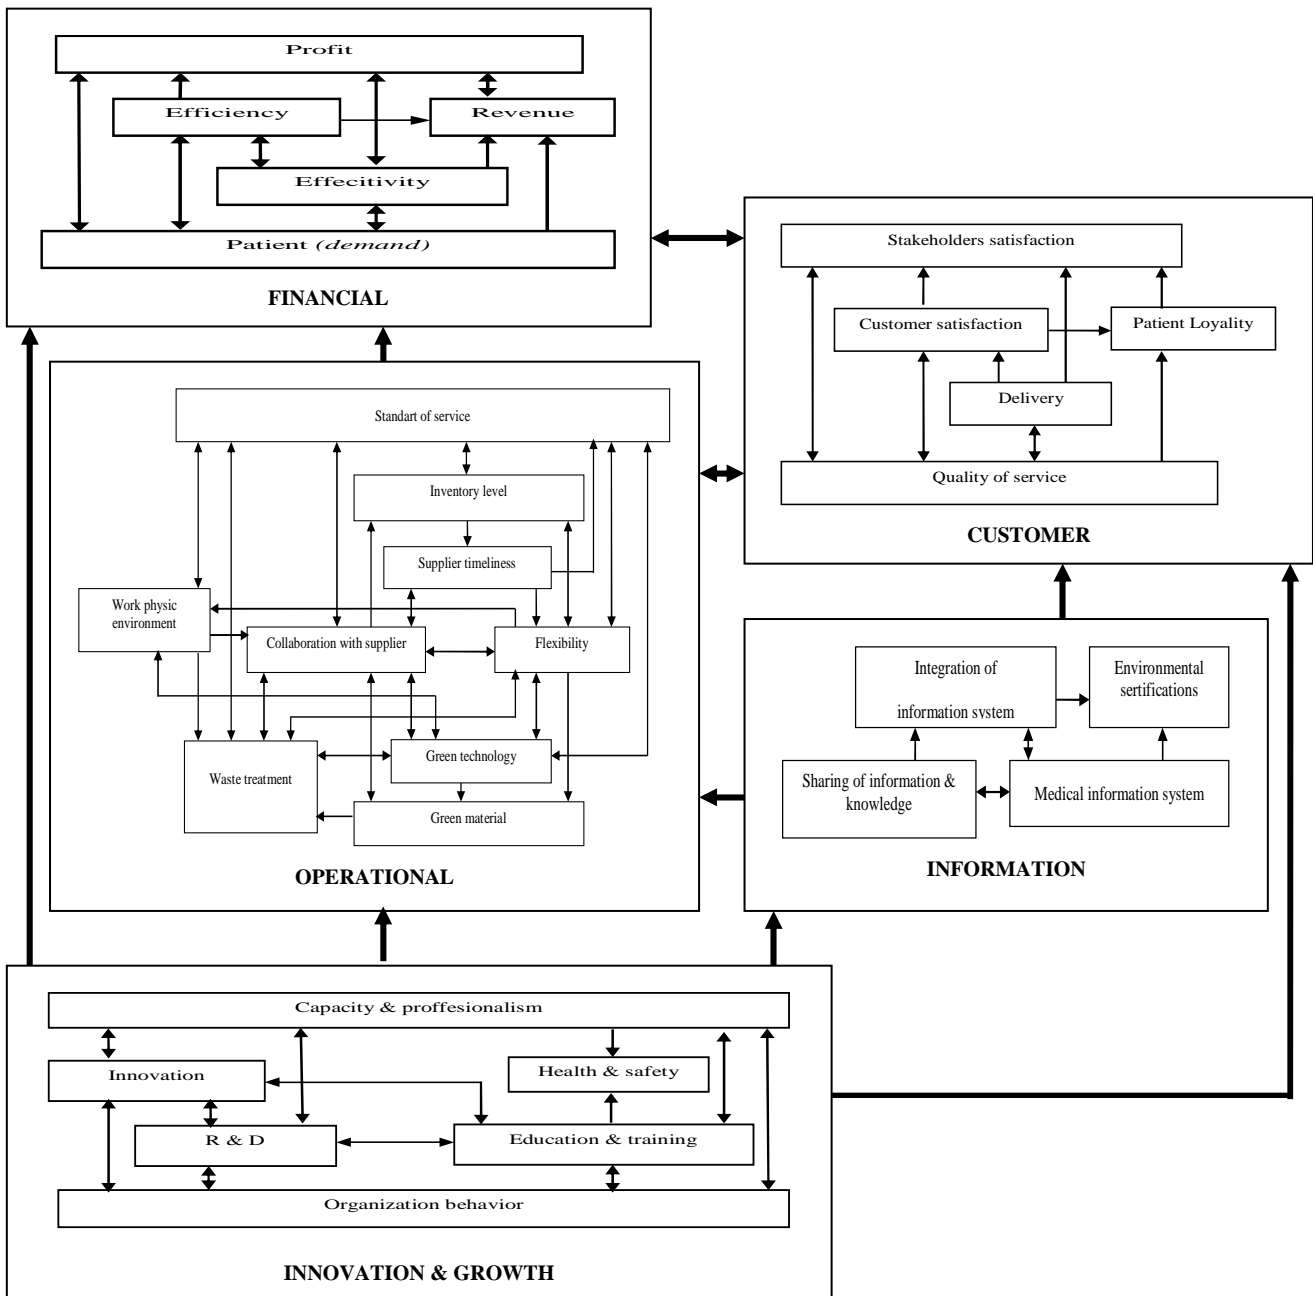 Profit
Efficiency
Revenue
Effecitivity
Patient (demand)
FINANCIAL
Stakeholders satisfaction
Customer satisfaction
Patient Loyality
Delivery
Quality of service
CUSTOMER
Standart of service
Inventory level
Supplier timeliness
Work physic
environment
Collaboration with supplier
Flexibility
Waste treatment
Green technology
Green material
OPERATIONAL
Integration of
information system
Environmental
sertifications
Sharing of information &
knowledge
Medical information system
INFORMATION
Capacity & proffesionalism
Innovation
Health & safety
R & D
Education & training
Organization behavior
INNOVATION & GROWTH